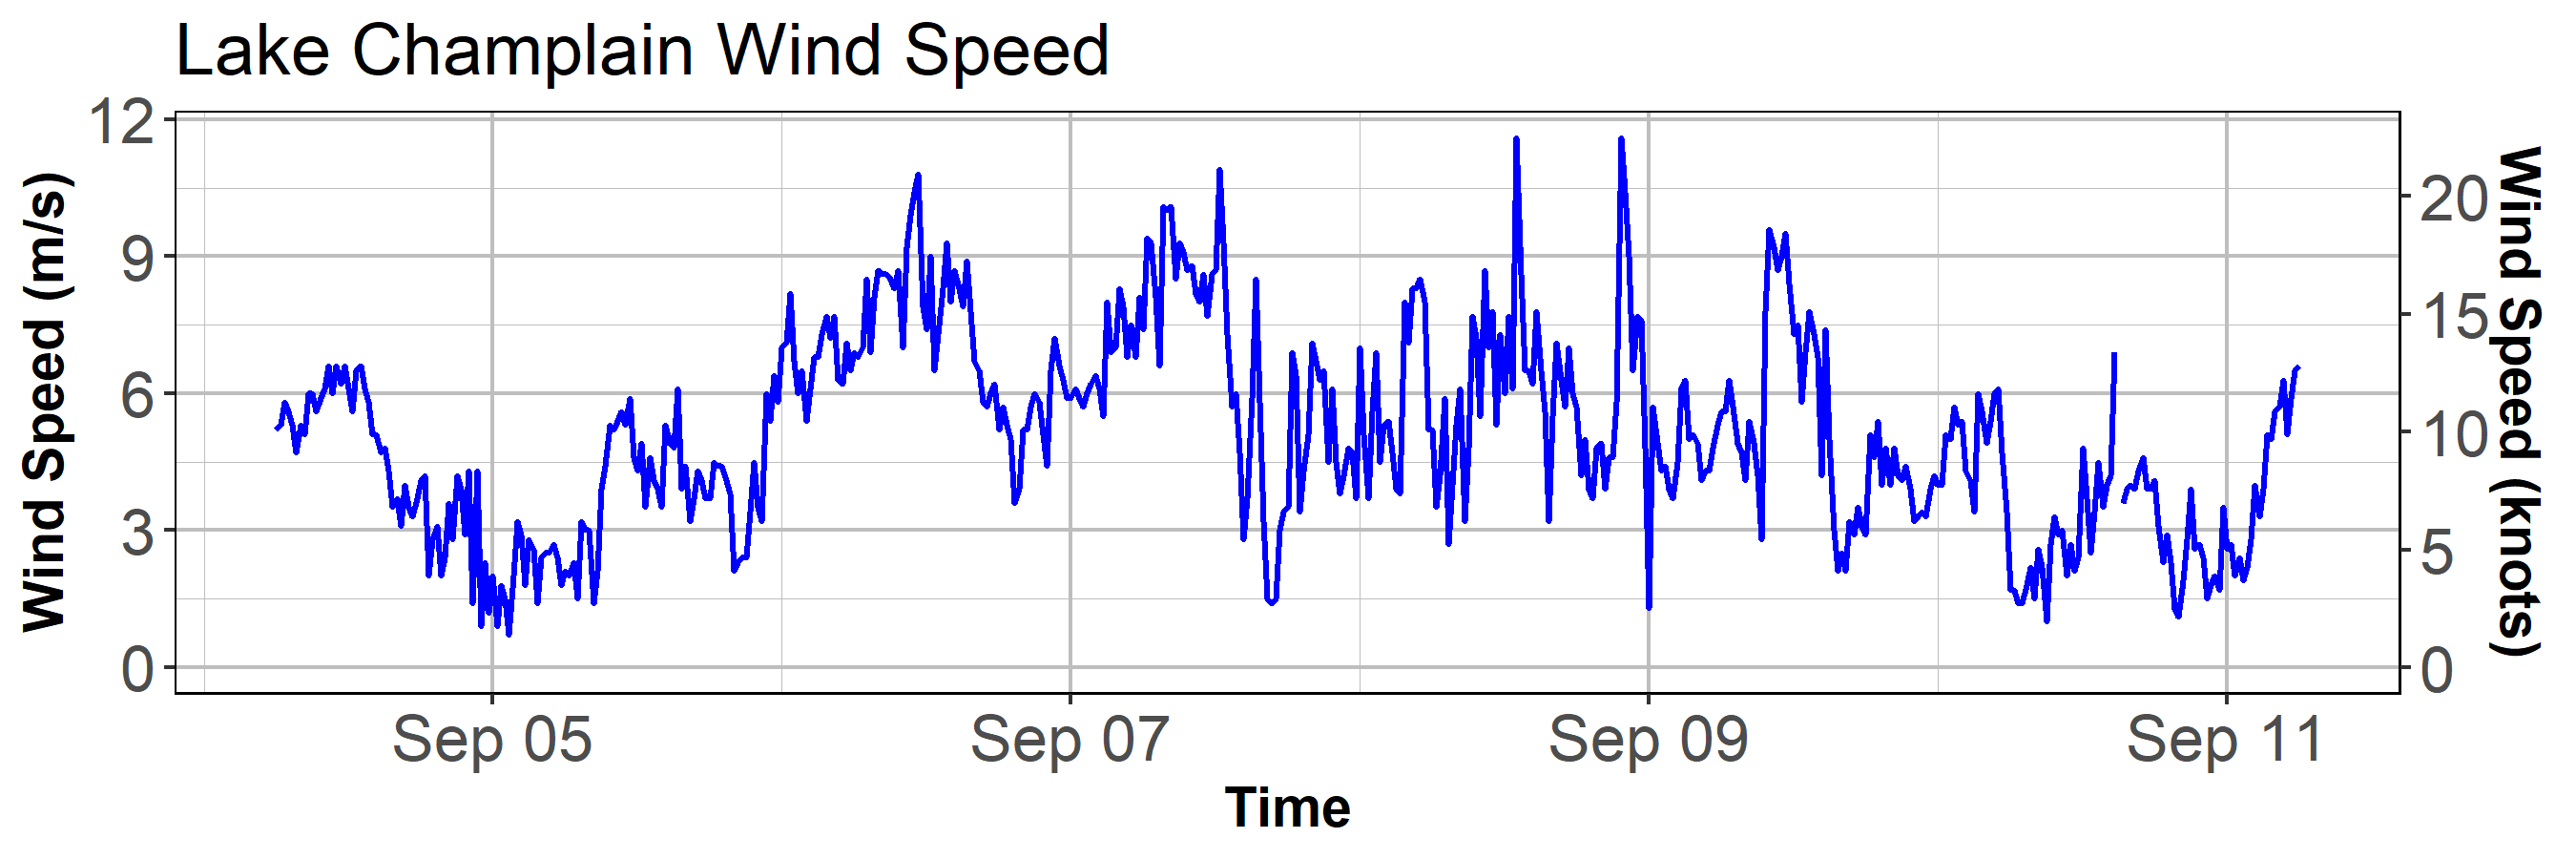 Lake Champlain Wind Speed
Wind Speed (m/s)
12
9
6
3
0
20
15
10
5
0
Wind Speed (knots)
Sep 05 Sep 07 Sep 09 Sep 11
Time